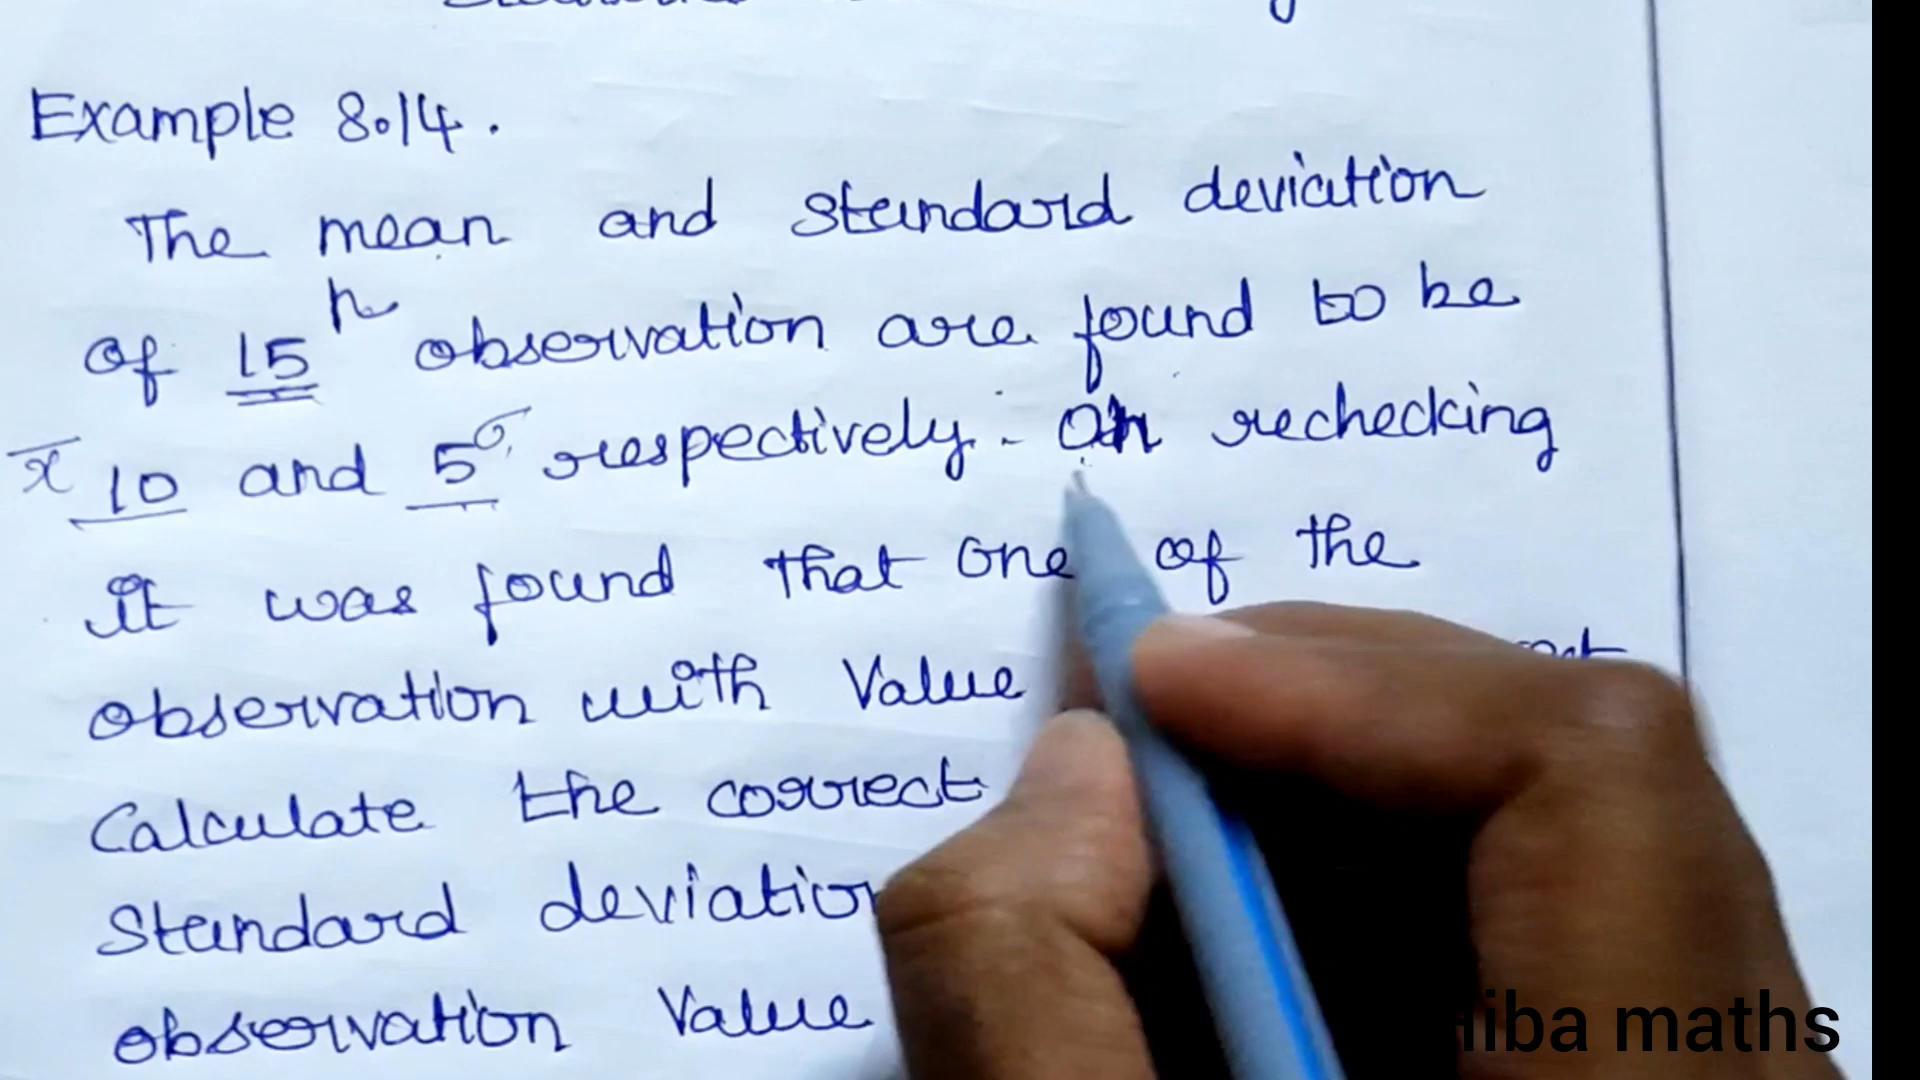 Example 8.14.
The mean and standard deviation
of 15 n observation are found to be
x̄ 10 and 5 σ respectively. On rechecking
it was found that one of the
observation with value
Calculate the correct
standard deviation
observation value
iba maths